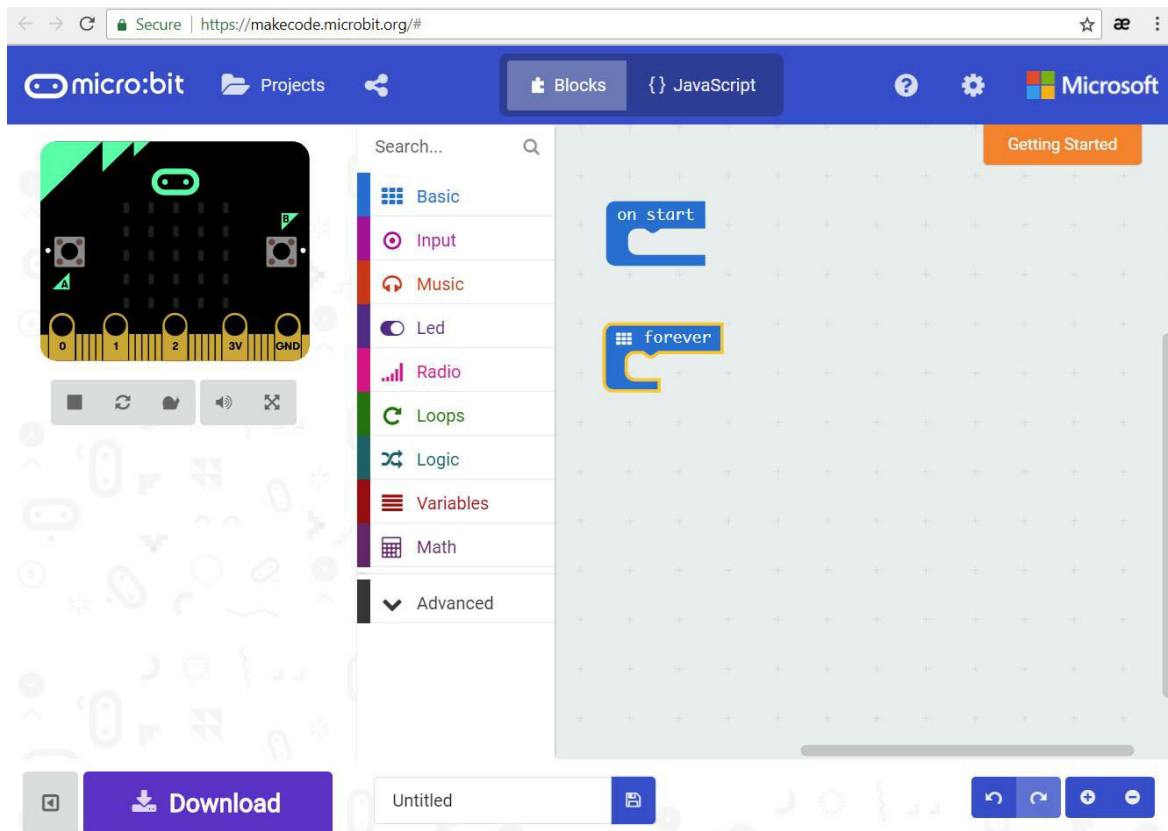 Secure | https://makecode.microbit.org/#
æ
micro:bit Projects Blocks {} JavaScript Microsoft
Search...
Getting Started
Basic
Input
Music
Led
Radio
Loops
Logic
Variables
Math
Advanced
B
A
0 1 2 3V GND
on start
forever
Download
Untitled